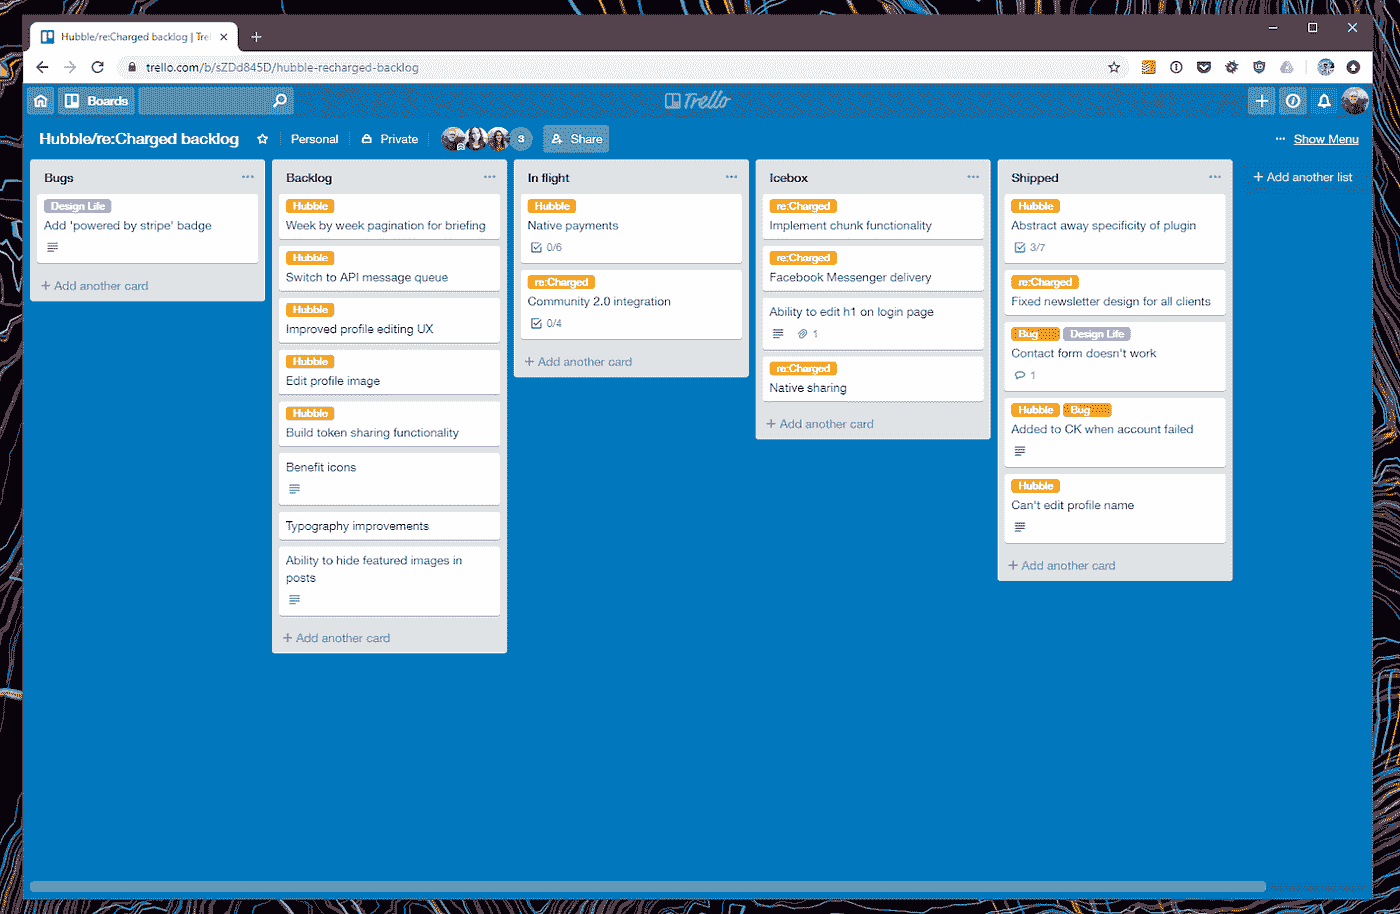 Hubble/re:Charged backlog | Tre
trello.com/b/sZDd845D/hubble-recharged-backlog
Boards
Trello
Hubble/re:Charged backlog
Personal
Private
3
Share
Show Menu
Bugs
Design Life
Add 'powered by stripe' badge
+ Add another card
Backlog
Hubble
Week by week pagination for briefing
Hubble
Switch to API message queue
Hubble
Improved profile editing UX
Hubble
Edit profile image
Hubble
Build token sharing functionality
Benefit icons
Typography improvements
Ability to hide featured images in
posts
+ Add another card
In flight
Hubble
Native payments
0/6
re:Charged
Community 2.0 integration
0/4
+ Add another card
Icebox
re:Charged
Implement chunk functionality
re:Charged
Facebook Messenger delivery
Ability to edit h1 on login page
1
re:Charged
Native sharing
+ Add another card
Shipped
Hubble
Abstract away specificity of plugin
3/7
re:Charged
Fixed newsletter design for all clients
Bug Design Life
Contact form doesn't work
1
Hubble Bug
Added to CK when account failed
Hubble
Can't edit profile name
+ Add another card
+ Add another list